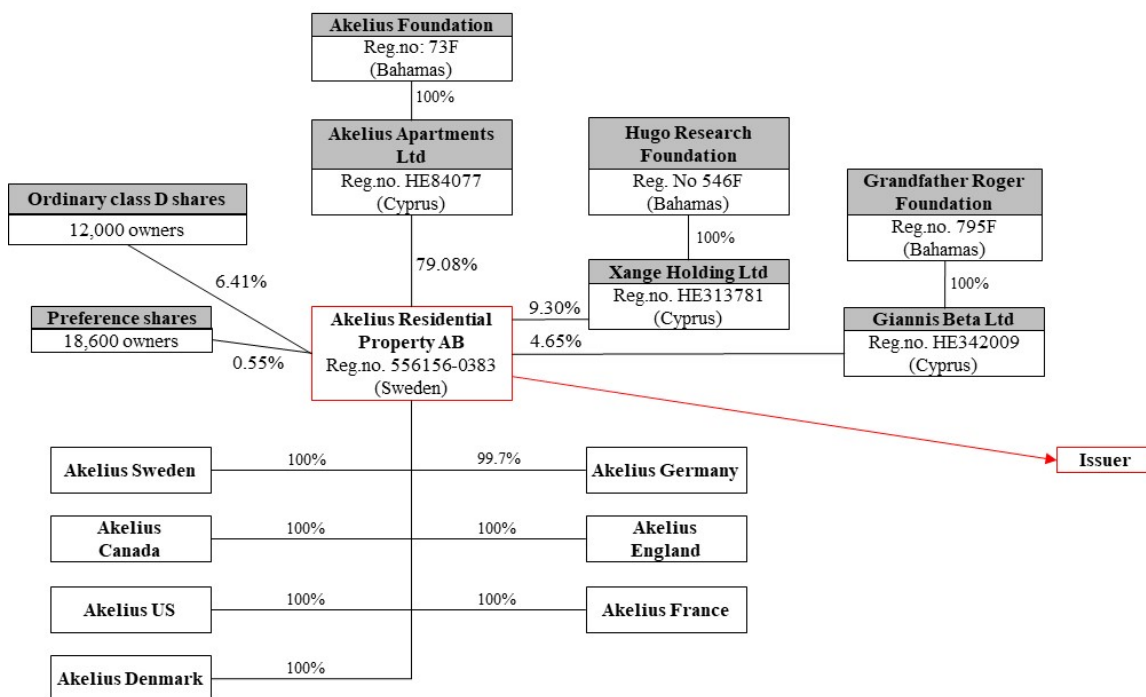 Akelius Foundation
Reg.no: 73F
(Bahamas)
100%
Akelius Apartments
Ltd
Reg.no. HE84077
(Cyprus)
Hugo Research
Foundation
Reg. No 546F
(Bahamas)
Grandfather Roger
Foundation
Reg.no. 795F
(Bahamas)
Ordinary class D shares
12,000 owners
100%
79.08%
Xange Holding Ltd
Reg.no. HE313781
(Cyprus)
100%
6.41%
9.30%
Preference shares
18,600 owners
Akelius Residential
Property AB
Reg.no. 556156-0383
(Sweden)
Giannis Beta Ltd
Reg.no. HE342009
(Cyprus)
4.65%
0.55%
Issuer
Akelius Sweden
100%
99.7%
Akelius Germany
Akelius
Canada
100%
100%
Akelius
England
Akelius US
100%
100%
Akelius France
Akelius Denmark
100%